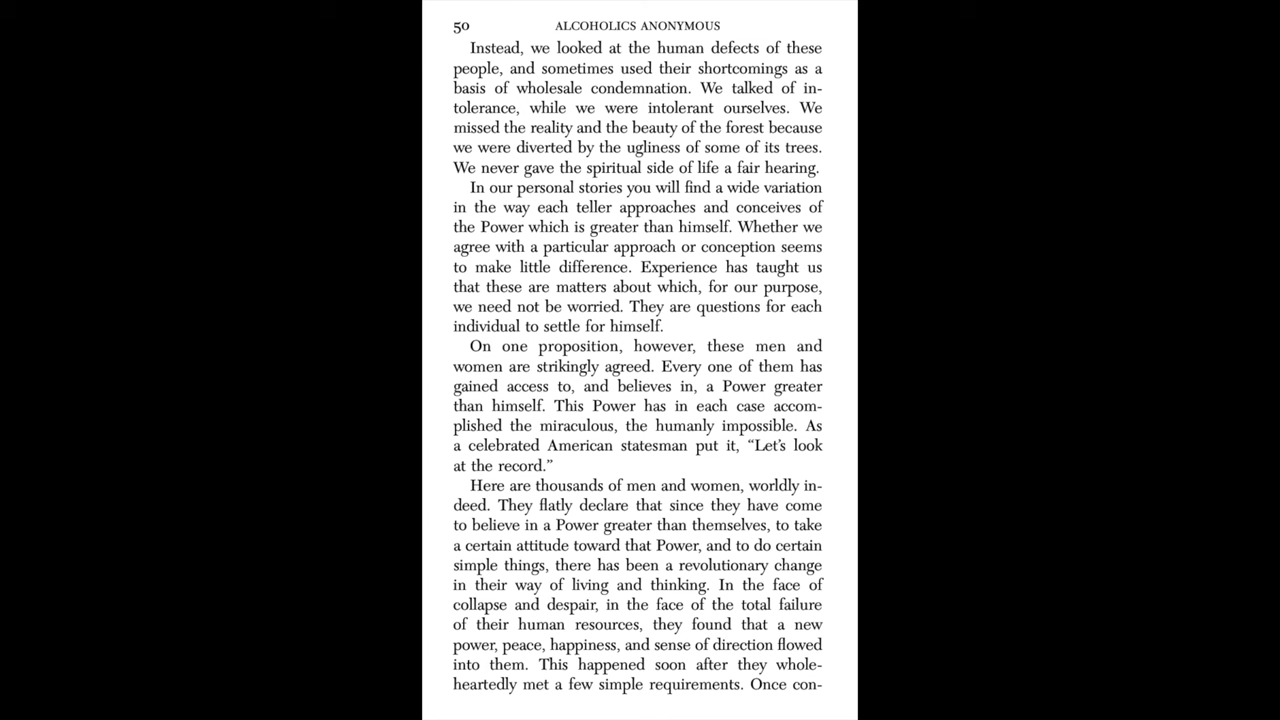 50 ALCOHOLICS ANONYMOUS
Instead, we looked at the human defects of these
people, and sometimes used their shortcomings as a
basis of wholesale condemnation. We talked of in-
tolerance, while we were intolerant ourselves. We
missed the reality and the beauty of the forest because
we were diverted by the ugliness of some of its trees.
We never gave the spiritual side of life a fair hearing.
In our personal stories you will find a wide variation
in the way each teller approaches and conceives of
the Power which is greater than himself. Whether we
agree with a particular approach or conception seems
to make little difference. Experience has taught us
that these are matters about which, for our purpose,
we need not be worried. They are questions for each
individual to settle for himself.
On one proposition, however, these men and
women are strikingly agreed. Every one of them has
gained access to, and believes in, a Power greater
than himself. This Power has in each case accom-
plished the miraculous, the humanly impossible. As
a celebrated American statesman put it, “Let’s look
at the record.”
Here are thousands of men and women, worldly in-
deed. They flatly declare that since they have come
to believe in a Power greater than themselves, to take
a certain attitude toward that Power, and to do certain
simple things, there has been a revolutionary change
in their way of living and thinking. In the face of
collapse and despair, in the face of the total failure
of their human resources, they found that a new
power, peace, happiness, and sense of direction flowed
into them. This happened soon after they whole-
heartedly met a few simple requirements. Once con-